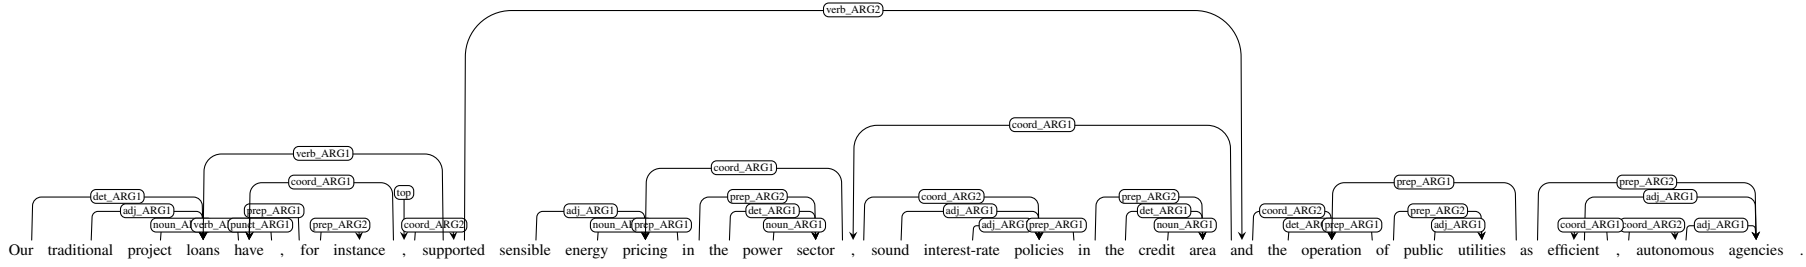 verb_ARG2
coord_ARG1
verb_ARG1
coord_ARG1
coord_ARG1 prep_ARG1 prep_ARG2
top
det_ARG1 prep_ARG2 coord_ARG2 prep_ARG2 adj_ARG1
adj_ARG1 prep_ARG1 adj_ARG1 det_ARG1 adj_ARG1 det_ARG1 coord_ARG2 prep_ARG2
punct_ARG1 prep_ARG2 coord_ARG2 prep_ARG1 noun_ARG1 prep_ARG1 noun_ARG1 prep_ARG1 adj_ARG1 coord_ARG1 coord_ARG2 adj_ARG1
Our traditional project loans have , for instance , supported sensible energy pricing in the power sector , sound interest-rate policies in the credit area and the operation of public utilities as efficient , autonomous agencies .